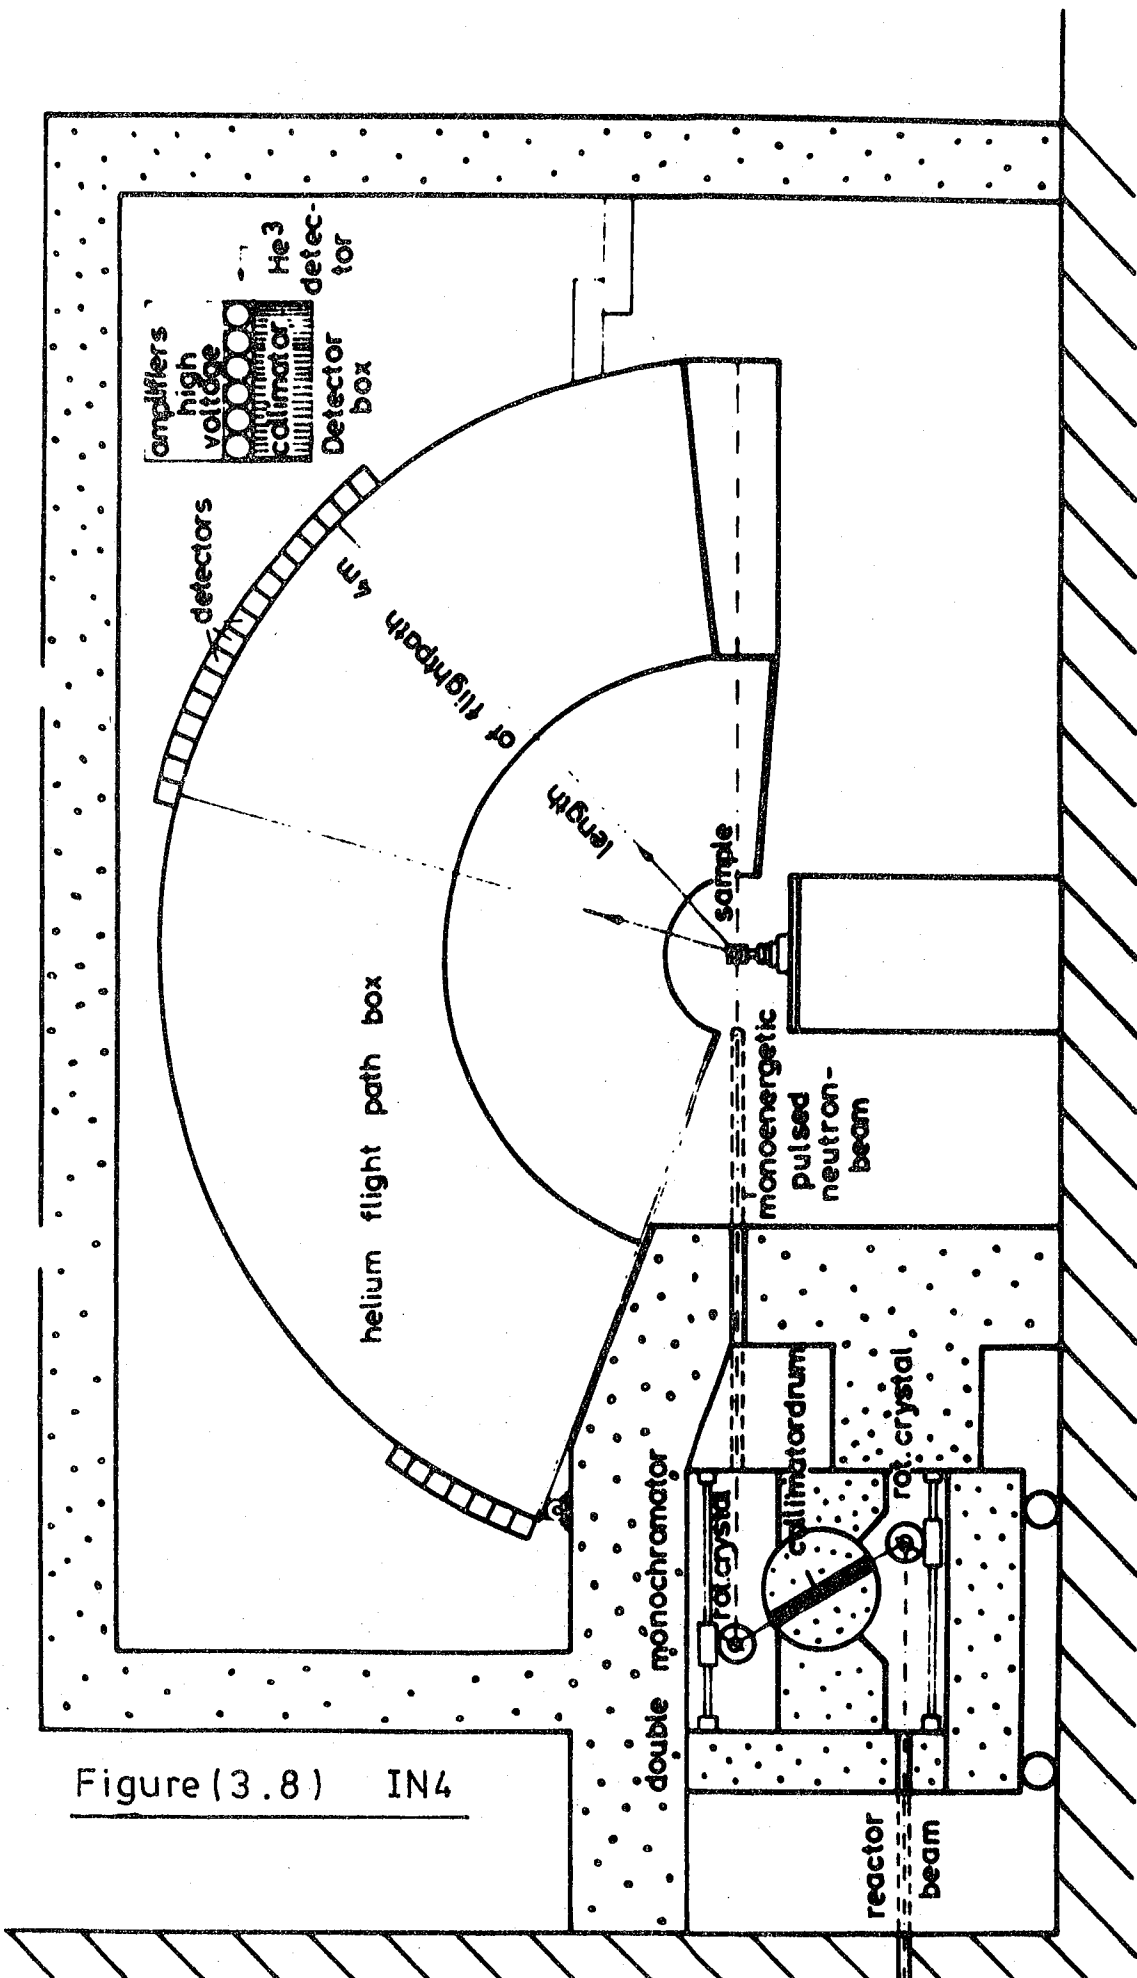 amplifiers
high
voltage
collimator
He3
detec-
tor
Detector
box
detectors
length of flightpath 4m
helium flight path box
sample
monoenergetic
pulsed
neutron-
beam
double monochromator
rot.crystal
collimatordrum
rot.crystal
reactor
beam
Figure(3.8) IN4